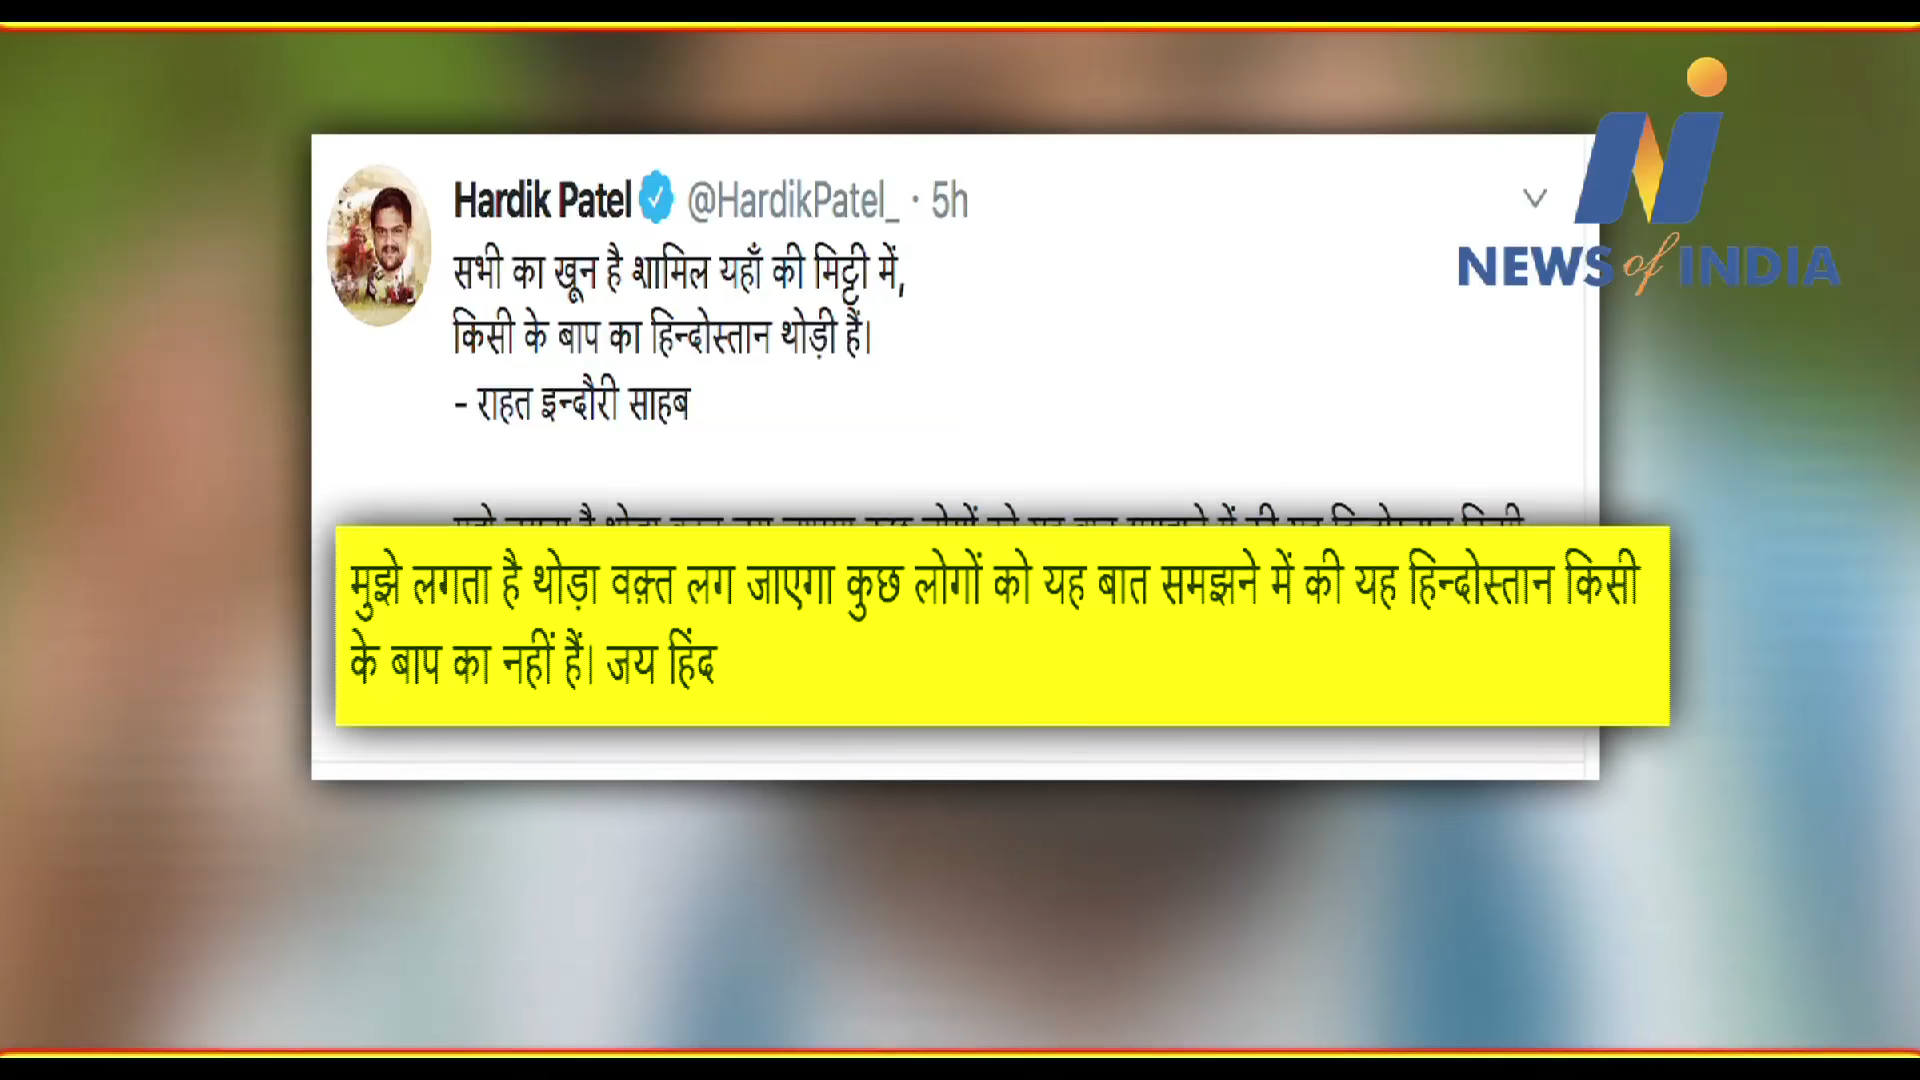 Hardik Patel @HardikPatel_ · 5h
सभी का खून है शामिल यहाँ की मिट्टी में,
किसी के बाप का हिन्दोस्तान थोड़ी हैं।
- राहत इन्दौरी साहब
मुझे लगता है थोड़ा वक़्त लग जाएगा कुछ लोगों को यह बात समझने में की यह हिन्दोस्तान किसी
के बाप का नहीं हैं। जय हिंद
NEWS of INDIA